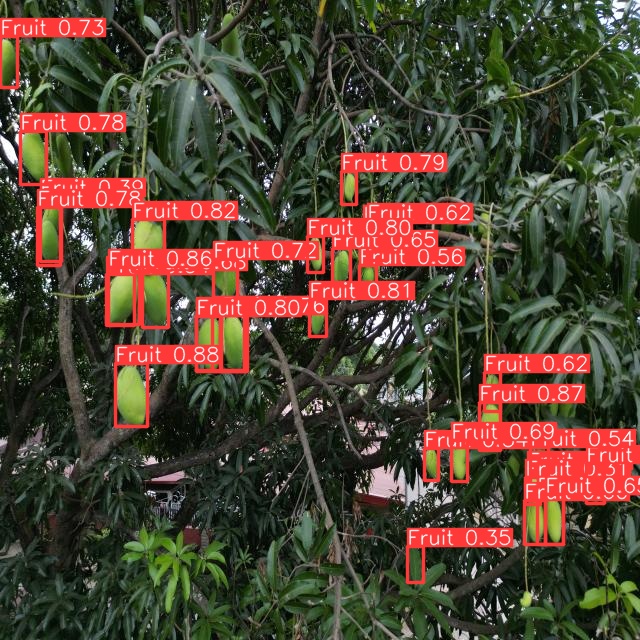 Fruit 0.73
Fruit 0.78
Fruit 0.79
Fruit 0.39
Fruit 0.78
Fruit 0.82
Fruit 0.62
Fruit 0.80
Fruit 0.65
Fruit 0.72
Fruit 0.56
Fruit 0.86
Fruit 0.81
Fruit 0.80
Fruit 0.88
Fruit 0.62
Fruit 0.87
Fruit 0.69
Fruit 0.54
Fruit
Fruit 0.51
Fruit 0.65
Fruit 0.35